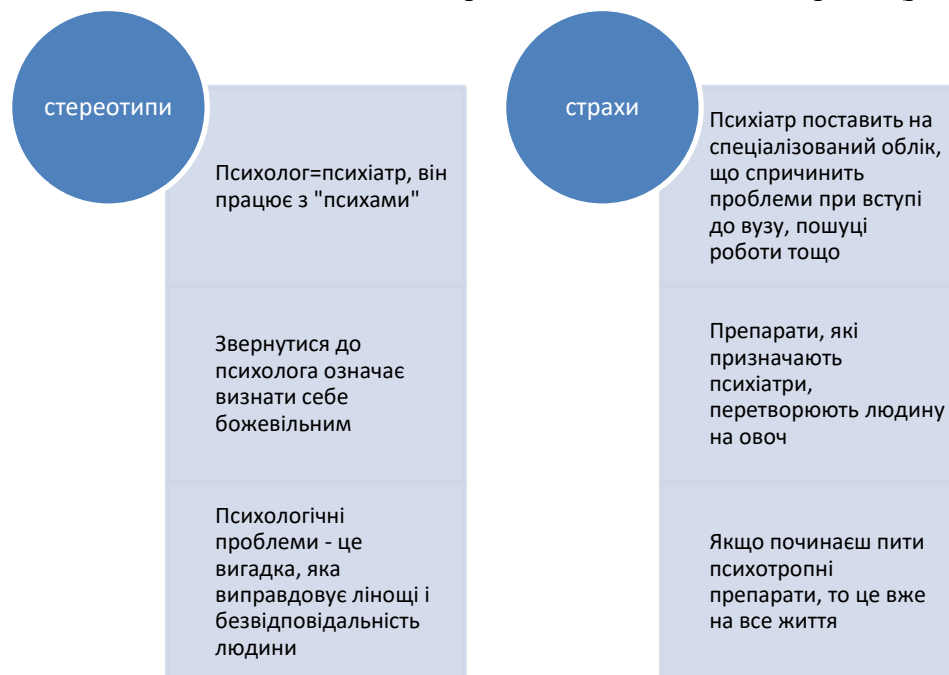 стереотипи
Психолог=психіатр, він
працює з "психами"
Звернутися до
психолога означає
визнати себе
божевільним
Психологічні
проблеми - це
вигадка, яка
виправдовує лінощі і
безвідповідальність
людини
страхи
Психіатр поставить на
спеціалізований облік,
що спричинить
проблеми при вступі
до вузу, пошуці
роботи тощо
Препарати, які
призначають
психіатри,
перетворюють людину
на овоч
Якщо починаєш пити
психотропні
препарати, то це вже
на все життя